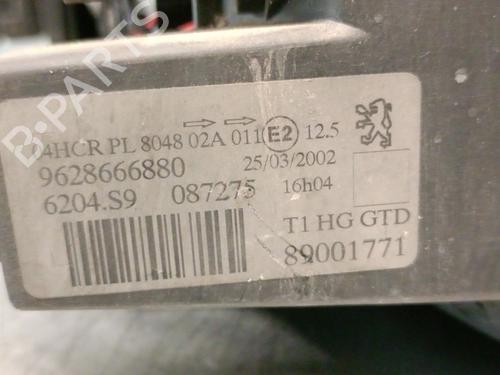 B-PARTS
4HCR PL 8048 02A 011 E2 12.5
9628666880 25/03/2002
6204.S9 087275 16h04
T1 HG GTD
89001771